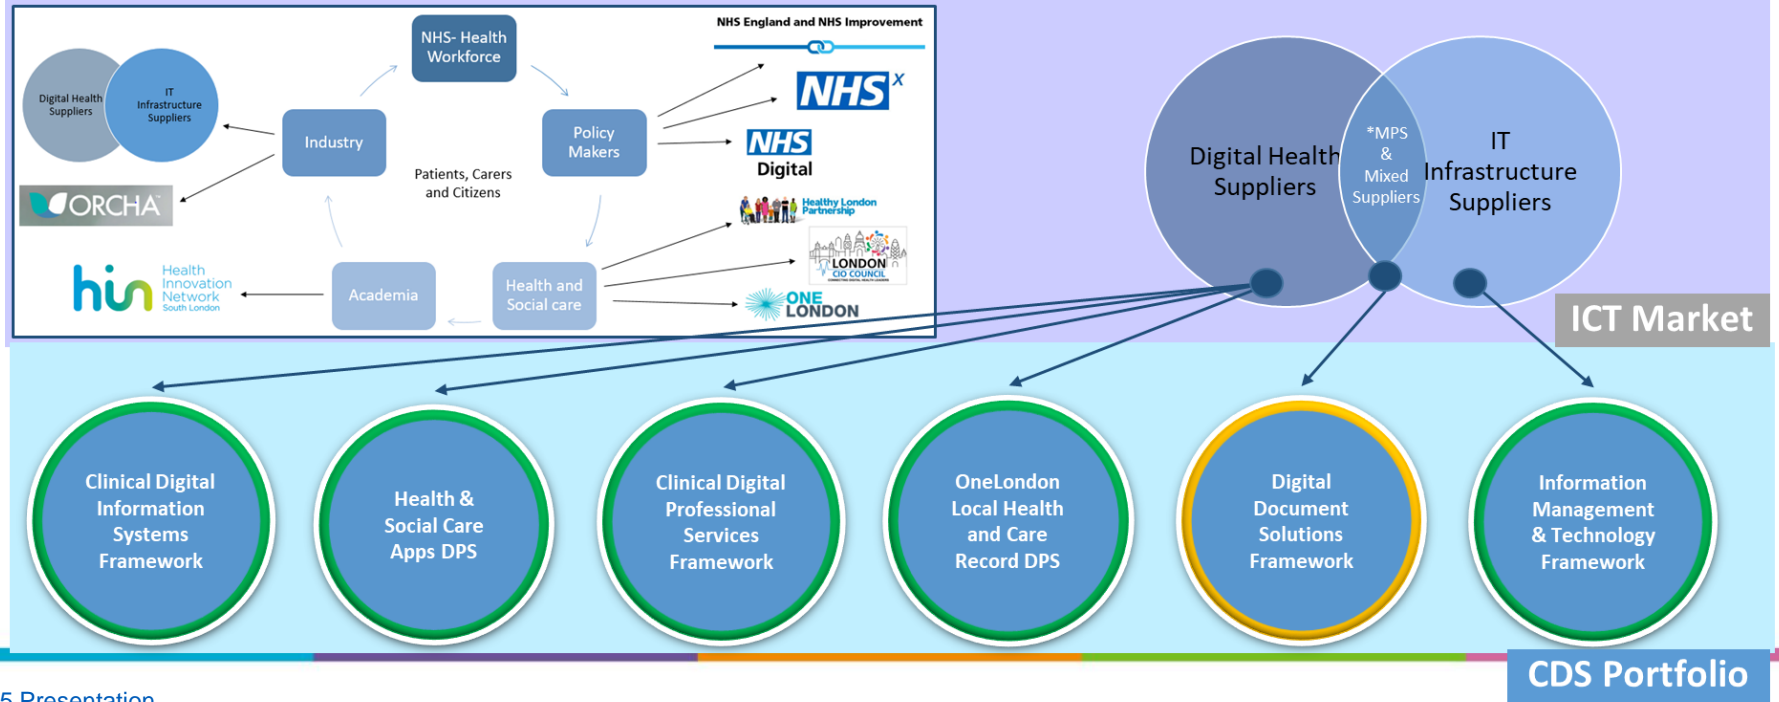 NHS England and NHS Improvement
NHS- Health
Workforce
NHS X
Digital Health
Suppliers
IT
Infrastructure
Suppliers
Industry
Policy
Makers
NHS
Digital
Patients, Carers
and Citizens
ORCHA
Healthy London
Partnership
LONDON
CIO COUNCIL
CONNECTING DIGITAL HEALTH LEADERS
hin
Health
Innovation
Network
South London
Academia
Health and
Social care
ONE
LONDON
Digital Health
Suppliers
*MPS
&
Mixed
Suppliers
IT
Infrastructure
Suppliers
ICT Market
Clinical Digital
Information
Systems
Framework
Health &
Social Care
Apps DPS
Clinical Digital
Professional
Services
Framework
OneLondon
Local Health
and Care
Record DPS
Digital
Document
Solutions
Framework
Information
Management
& Technology
Framework
CDS Portfolio
5 Presentation